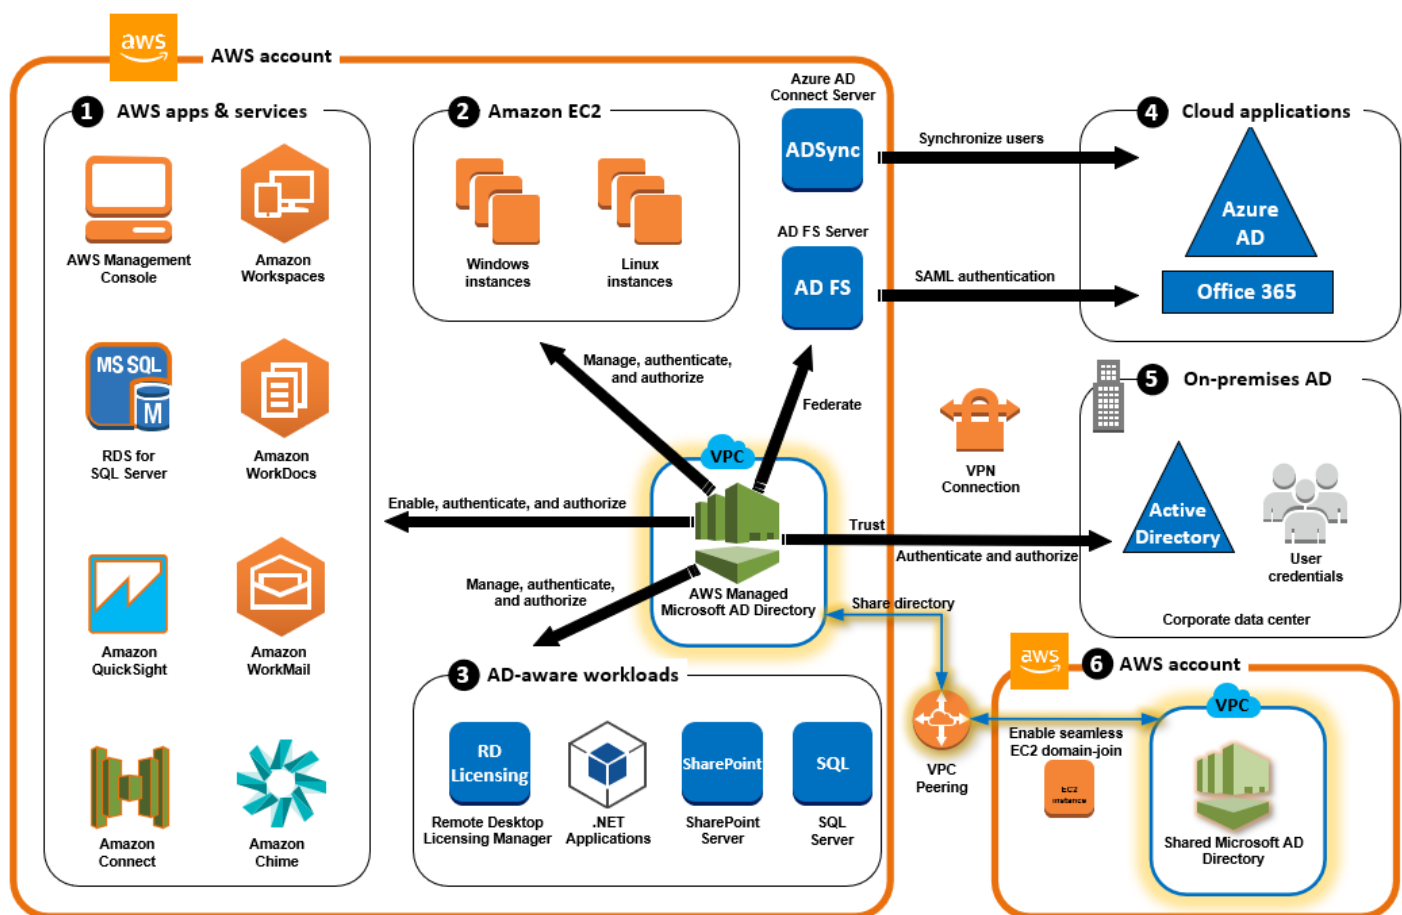 aws
AWS account
1 AWS apps & services
AWS Management
Console
Amazon
Workspaces
MS SQL
M
RDS for
SQL Server
Amazon
WorkDocs
Amazon
QuickSight
Amazon
WorkMail
Amazon
Connect
Amazon
Chime
2 Amazon EC2
Windows
instances
Linux
instances
Azure AD
Connect Server
ADSync
AD FS Server
AD FS
Synchronize users
SAML authentication
4 Cloud applications
Azure
AD
Office 365
Manage, authenticate,
and authorize
Federate
VPC
Enable, authenticate, and authorize
Manage, authenticate,
and authorize
AWS Managed
Microsoft AD Directory
VPN
Connection
Trust
Authenticate and authorize
5 On-premises AD
Active
Directory
User
credentials
Corporate data center
Share directory
3 AD-aware workloads
RD
Licensing
Remote Desktop
Licensing Manager
.NET
Applications
SharePoint
SharePoint
Server
SQL
SQL
Server
VPC
Peering
aws
6 AWS account
VPC
Enable seamless
EC2 domain-join
EC2
instance
Shared Microsoft AD
Directory